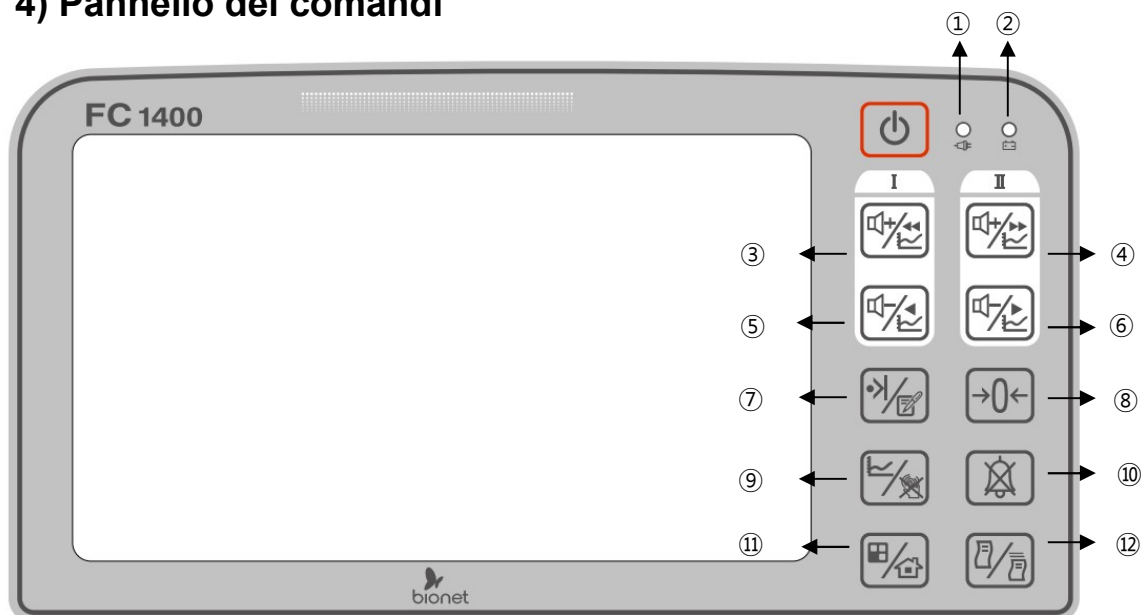 4) Pannello dei comandi
① ②
FC 1400
I II
③ ④
⑤ ⑥
⑦ ⑧
⑨ ⑩
⑪ ⑫
bionet